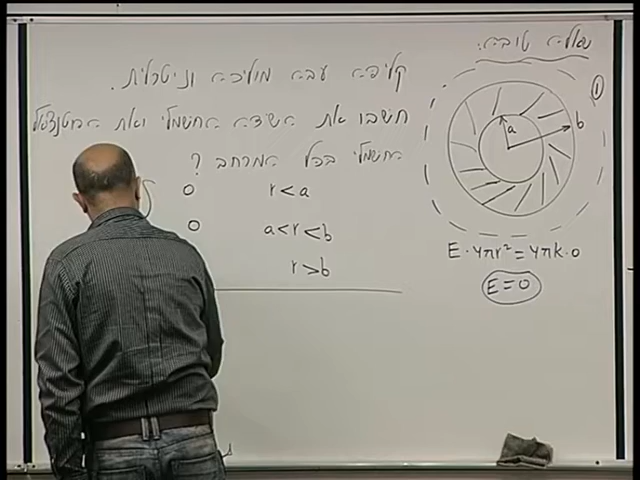 שאלה טובה:
①
קליפה עבה מוליכה וניטרלית.
חשבו את השדה החשמלי ואת הפוטנציאל
החשמלי בכל המרחב ?
a
b
0 r<a
0 a<r<b
r>b
E·4πr²=4πk·0
E=0